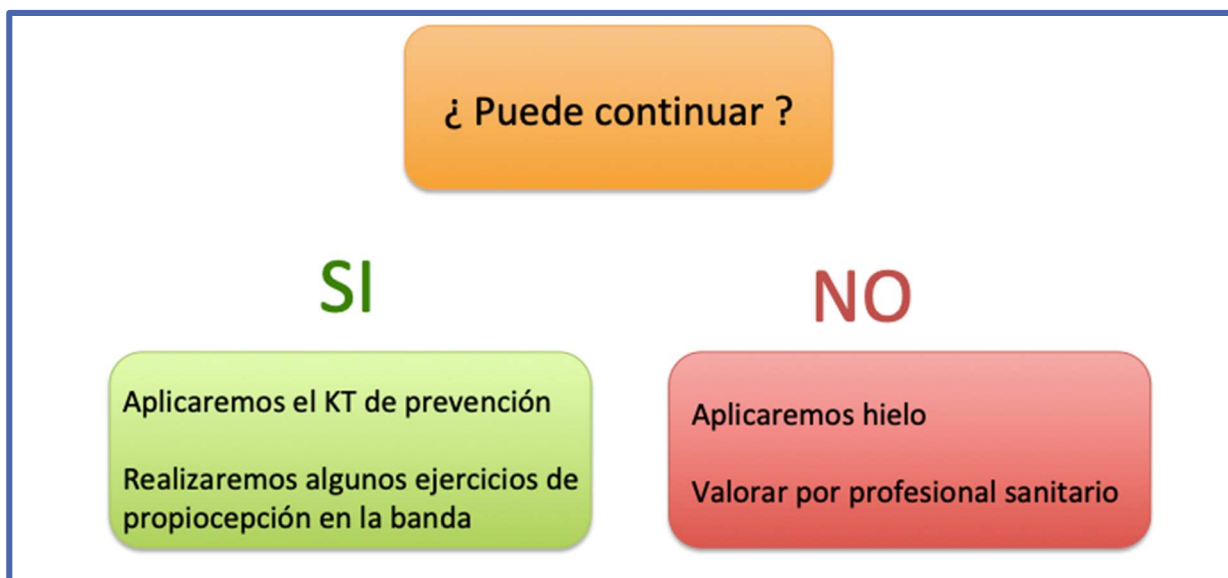 ¿ Puede continuar ?
SI
NO
Aplicaremos el KT de prevención
Realizaremos algunos ejercicios de
propiocepción en la banda
Aplicaremos hielo
Valorar por profesional sanitario